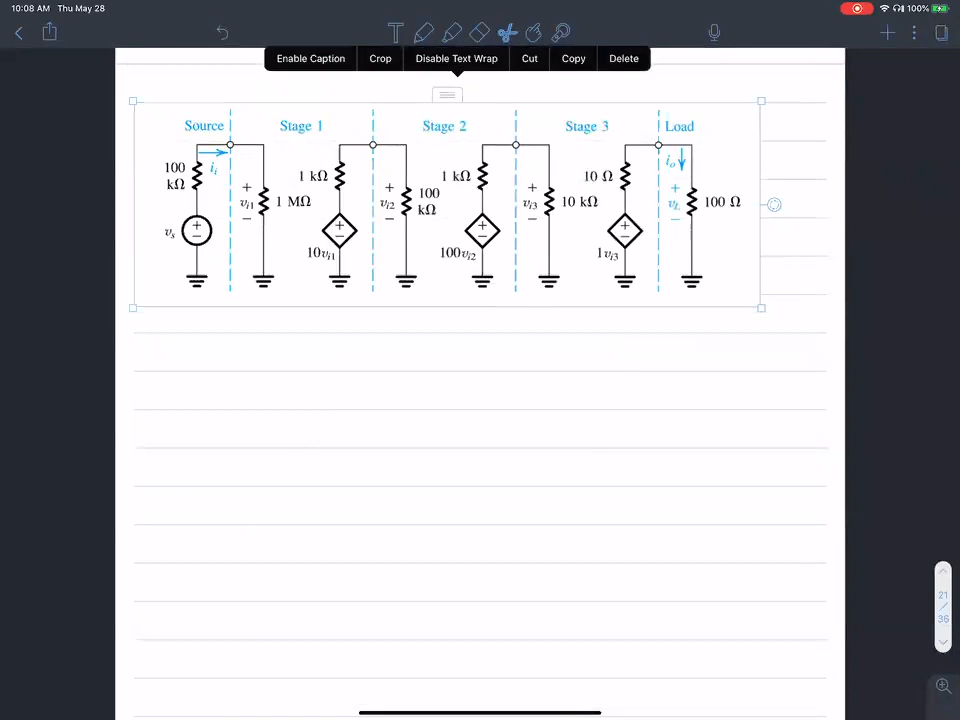 10:08 AM Thu May 28
100%
T
Enable Caption Crop Disable Text Wrap Cut Copy Delete
Source Stage 1 Stage 2 Stage 3 Load
100 kΩ
i_i
v_s
+
−
+
v_i1
−
1 MΩ
1 kΩ
+
−
10v_i1
+
v_i2
−
100 kΩ
1 kΩ
+
−
100v_i2
+
v_i3
−
10 kΩ
10 Ω
+
−
1v_i3
i_o
+
v_L
−
100 Ω
21
/
36